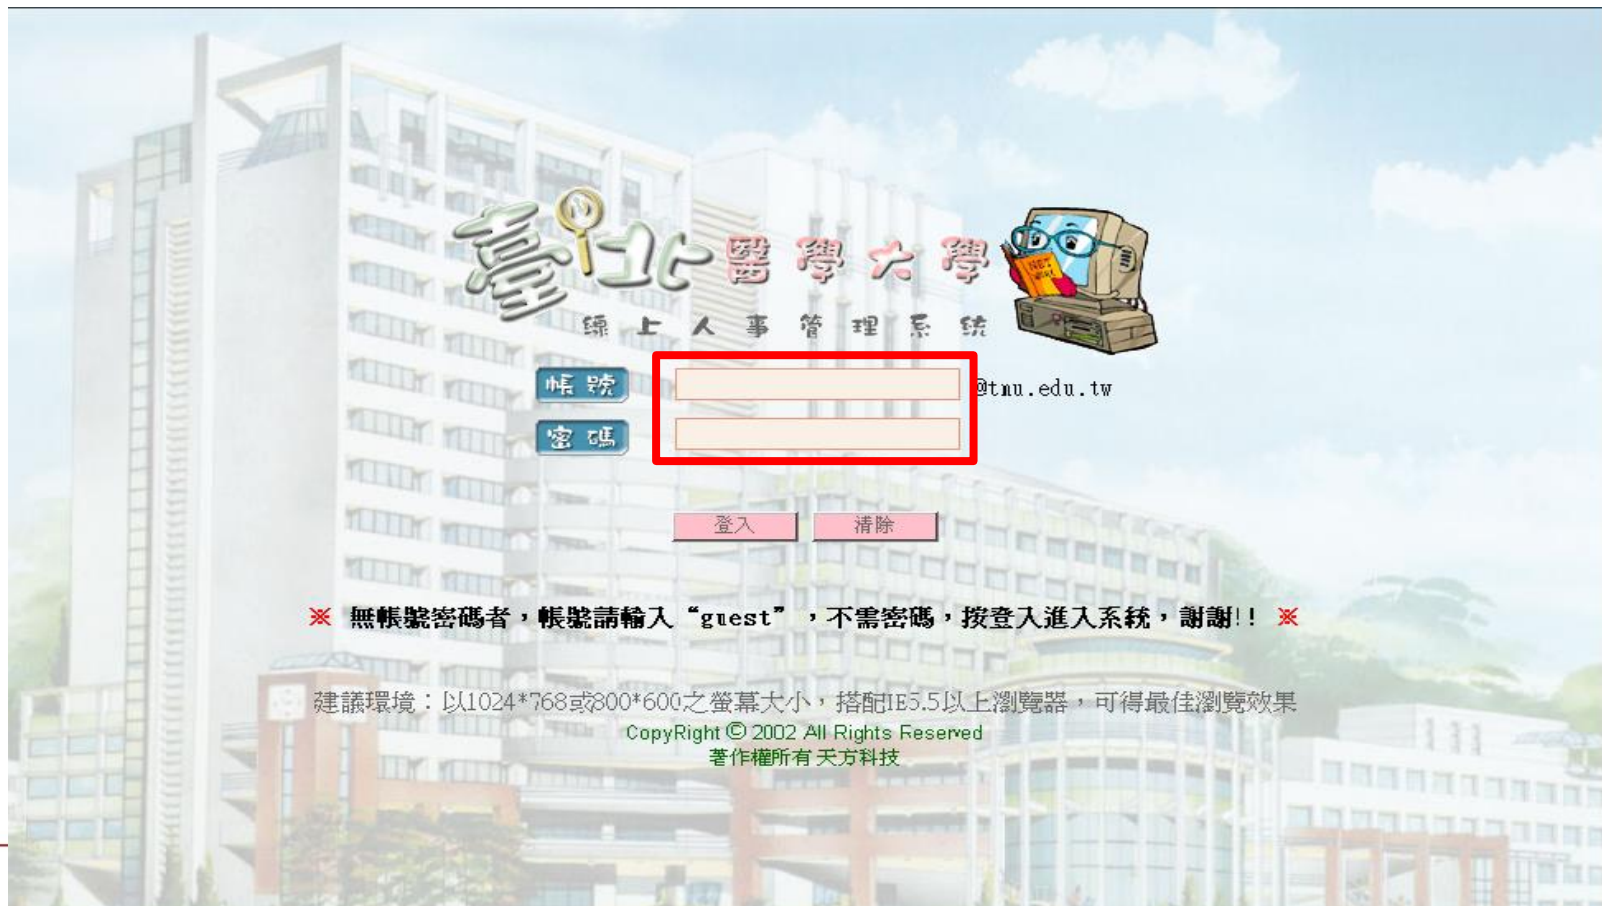 臺北醫學大學
線上人事管理系統
NET WORK
帳號 @tmu.edu.tw
密碼
登入 清除
※ 無帳號密碼者，帳號請輸入“guest”，不需密碼，按登入進入系統，謝謝!! ※
建議環境：以1024*768或800*600之螢幕大小，搭配IE5.5以上瀏覽器，可得最佳瀏覽效果
CopyRight © 2002 All Rights Reserved
著作權所有 天方科技